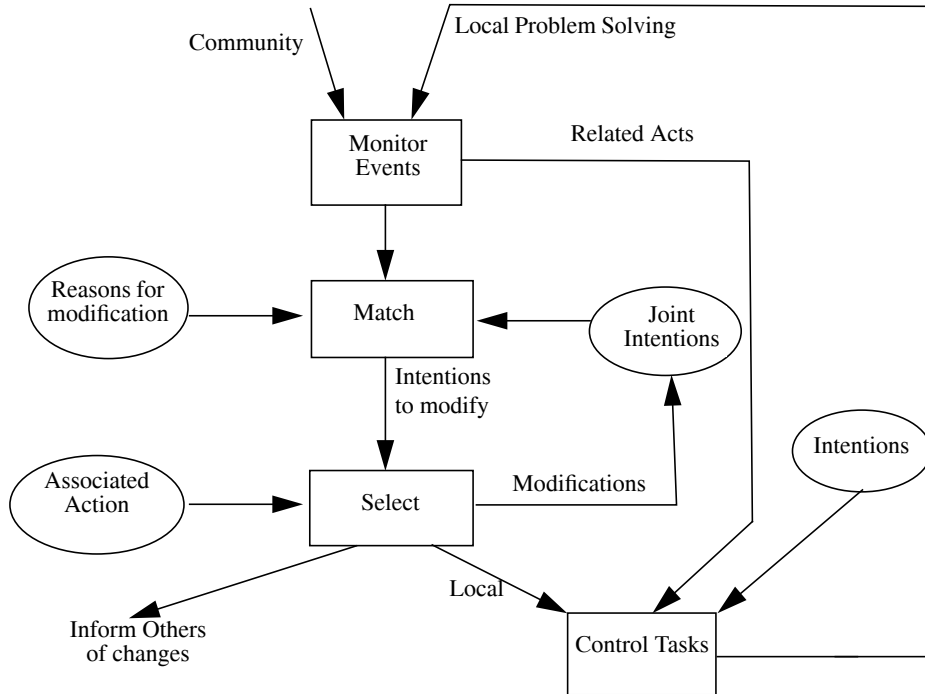 Community
Local Problem Solving
Monitor
Events
Related Acts
Reasons for
modification
Match
Joint
Intentions
Intentions
to modify
Intentions
Associated
Action
Select
Modifications
Local
Inform Others
of changes
Control Tasks